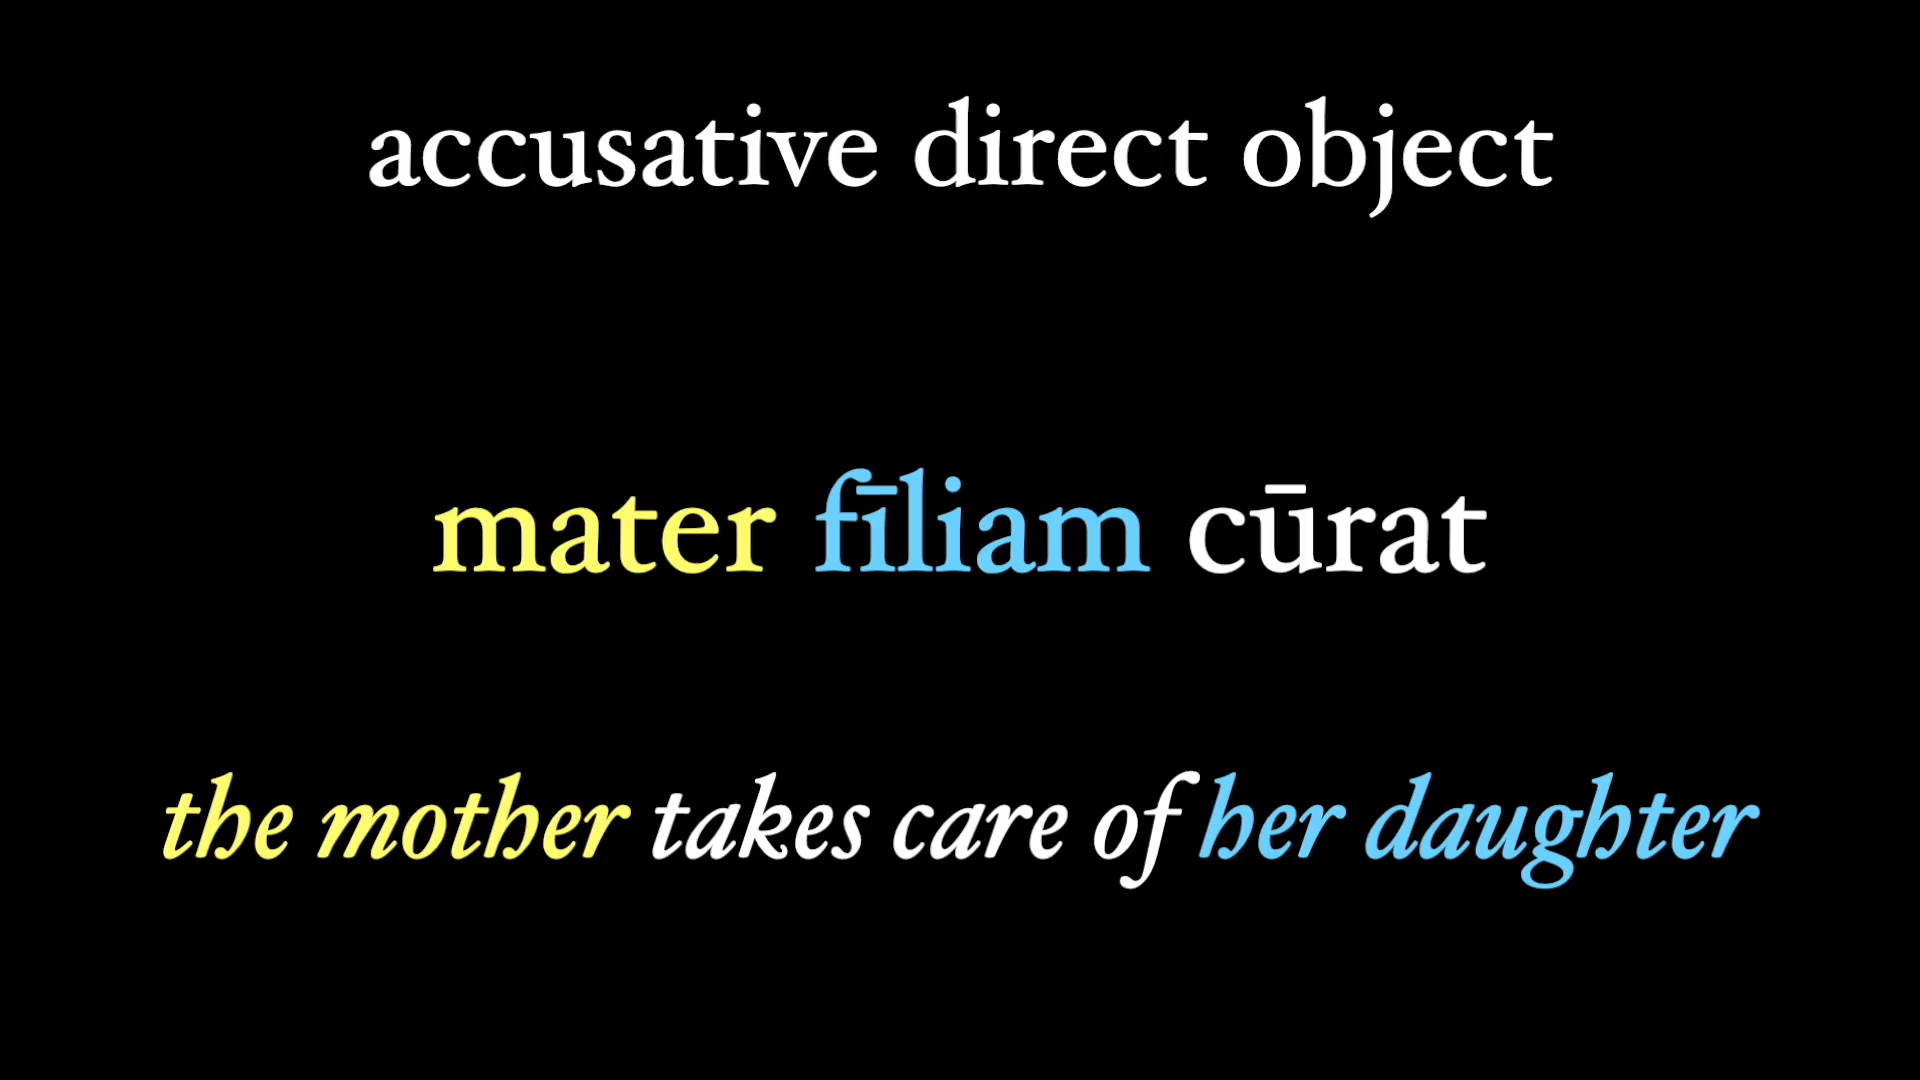 accusative direct object
mater fīliam cūrat
the mother takes care of her daughter